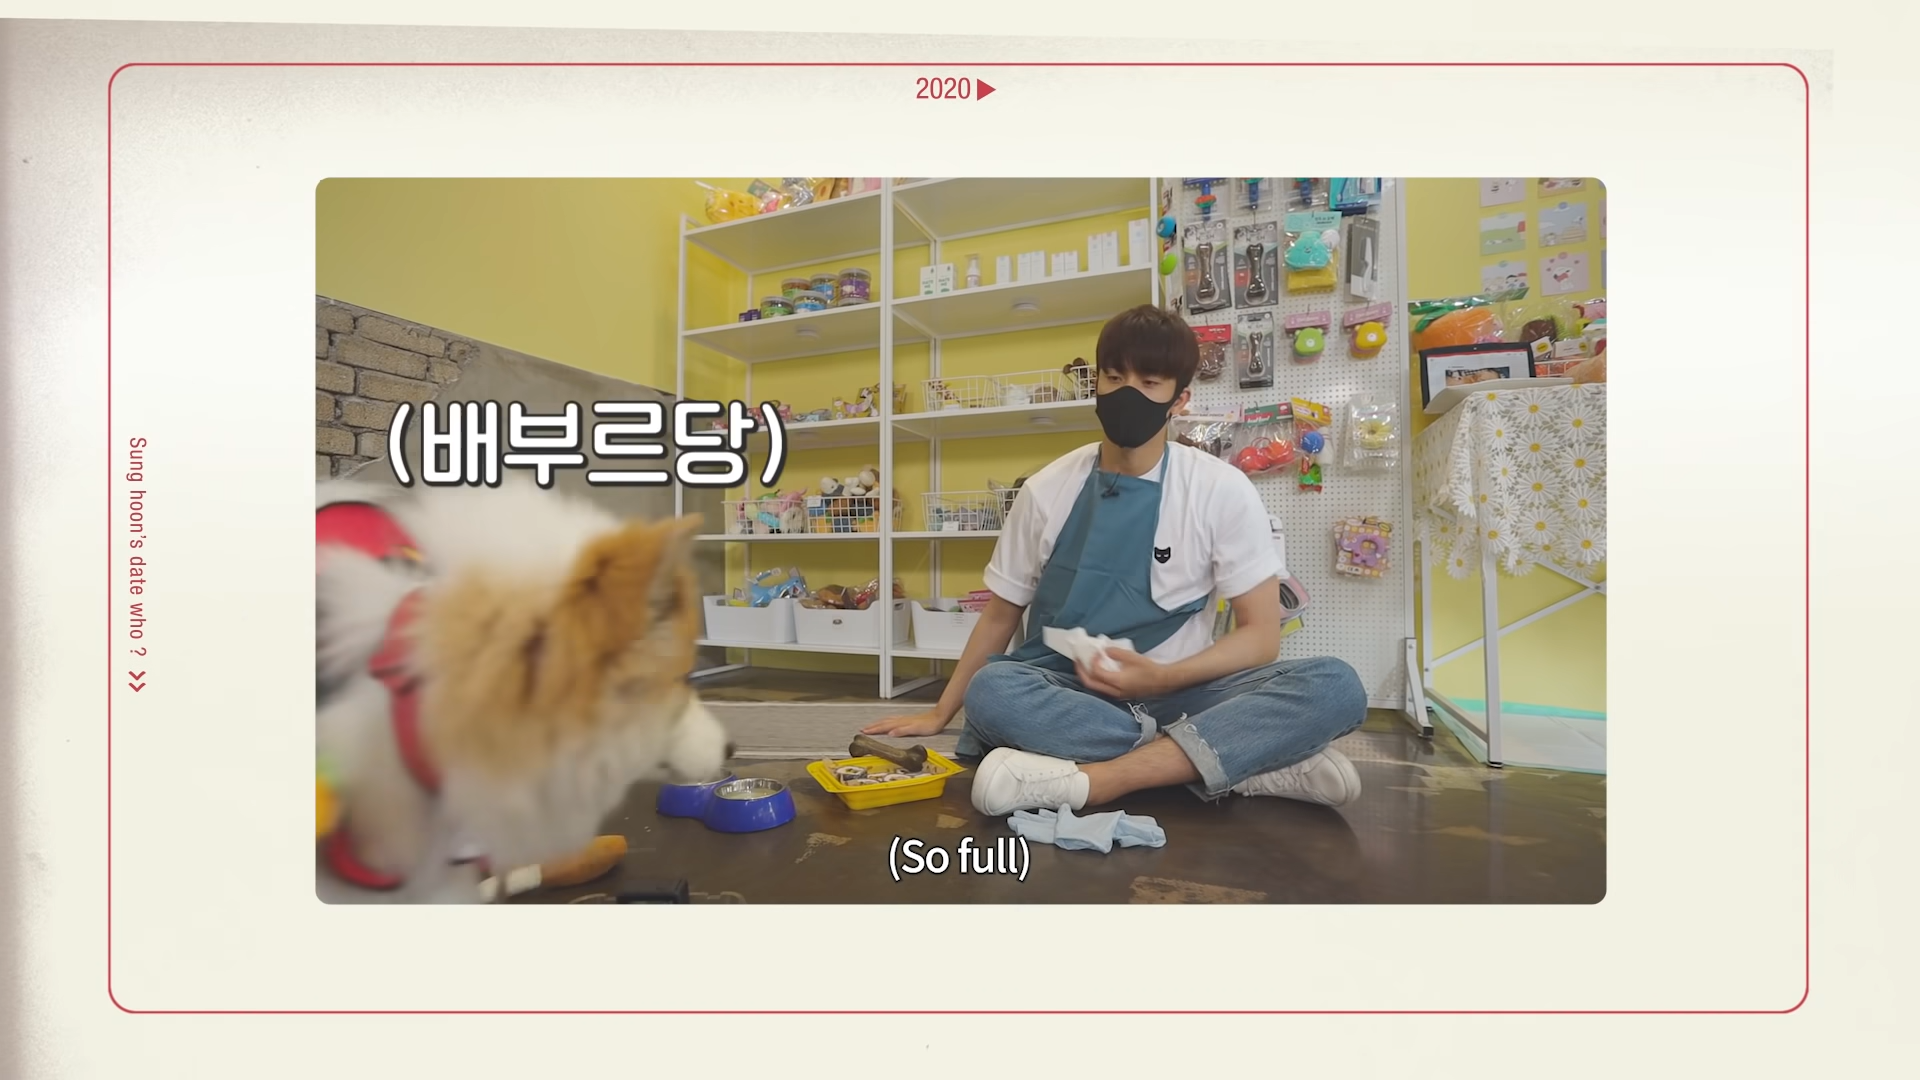 2020▶
Sung hoon's date who ?
(배부르당)
(So full)